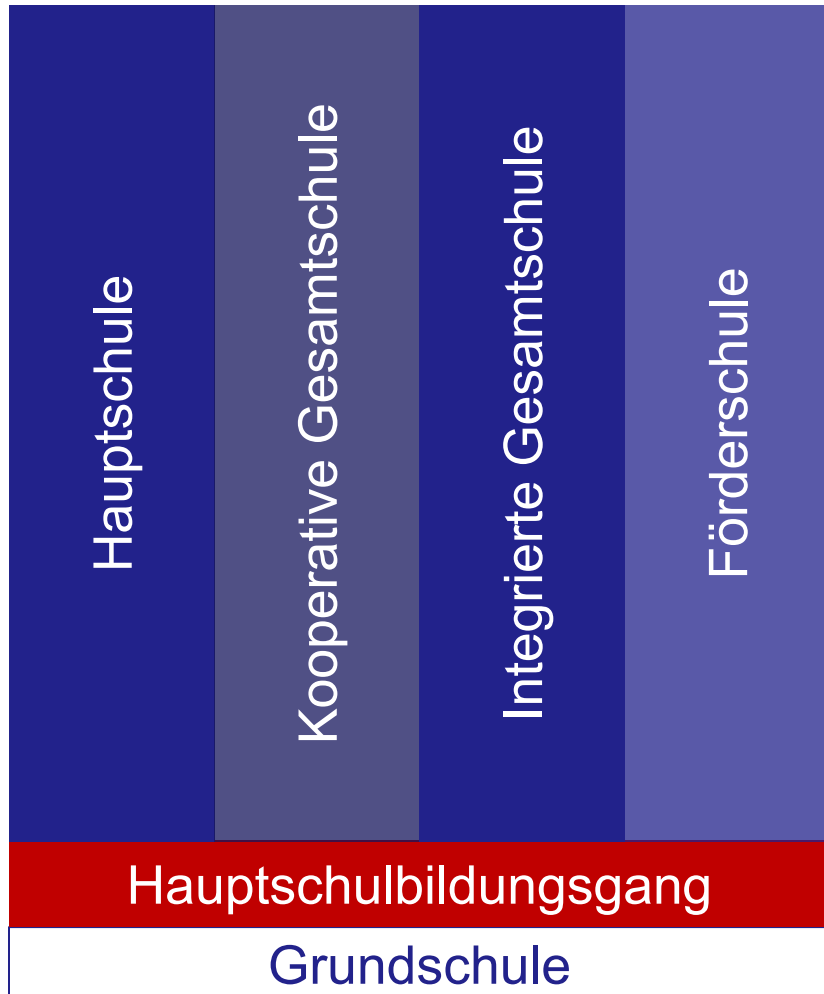 Hauptschule
Kooperative Gesamtschule
Integrierte Gesamtschule
Förderschule
Hauptschulbildungsgang
Grundschule